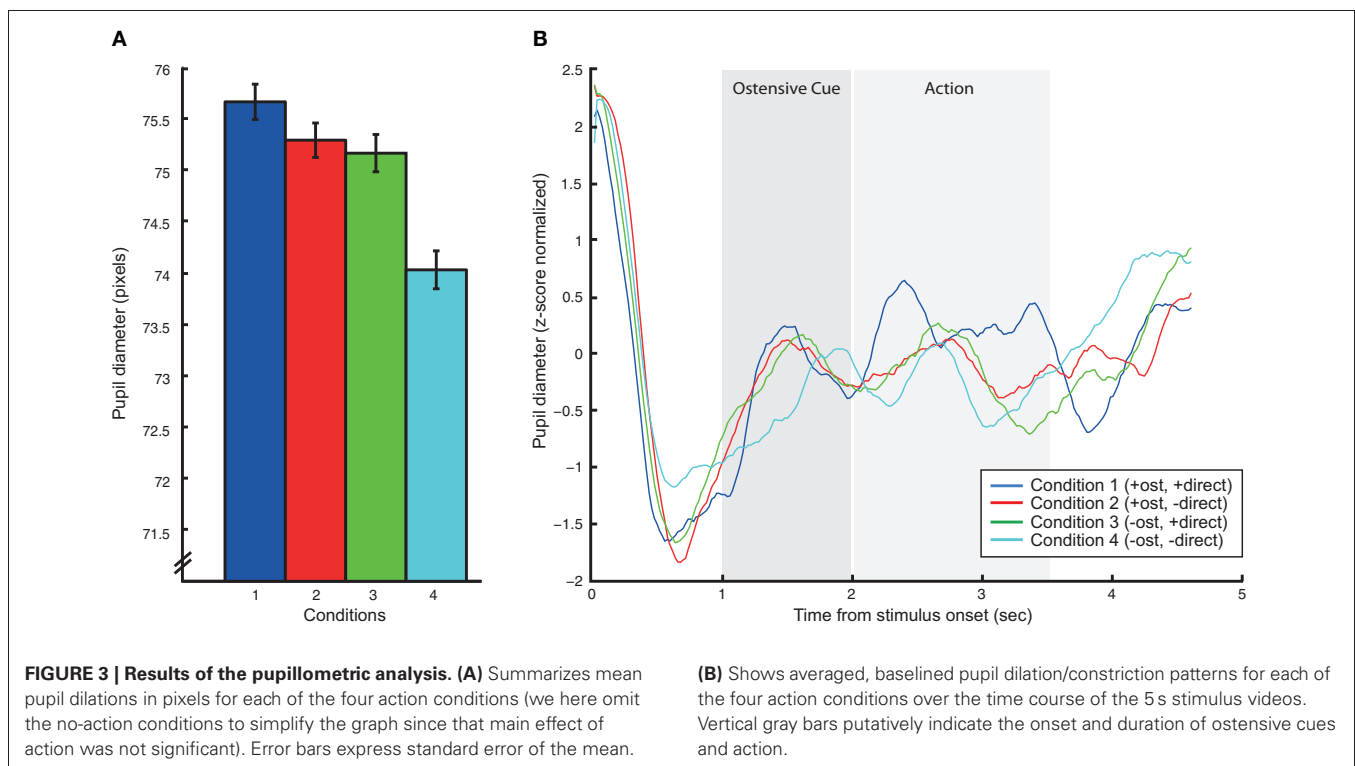 A
76
75.5
75
74.5
74
73.5
73
72.5
72
71.5
Pupil diameter (pixels)
1 2 3 4
Conditions
B
2.5
2
1.5
1
0.5
0
−0.5
−1
−1.5
−2
Pupil diameter (z-score normalized)
Ostensive Cue
Action
Condition 1 (+ost, +direct)
Condition 2 (+ost, -direct)
Condition 3 (-ost, +direct)
Condition 4 (-ost, -direct)
0 1 2 3 4 5
Time from stimulus onset (sec)
FIGURE 3 | Results of the pupillometric analysis. (A) Summarizes mean
pupil dilations in pixels for each of the four action conditions (we here omit
the no-action conditions to simplify the graph since that main effect of
action was not significant). Error bars express standard error of the mean.
(B) Shows averaged, baselined pupil dilation/constriction patterns for each of
the four action conditions over the time course of the 5 s stimulus videos.
Vertical gray bars putatively indicate the onset and duration of ostensive cues
and action.